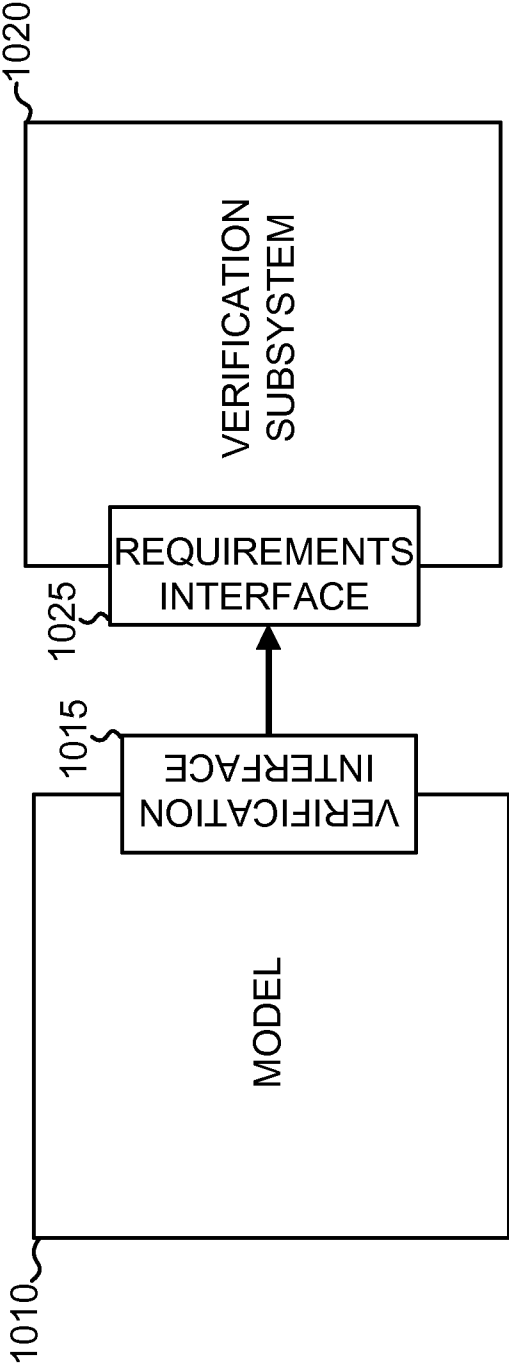 1010
MODEL
1015
VERIFICATION
INTERFACE
1025
REQUIREMENTS
INTERFACE
1020
VERIFICATION
SUBSYSTEM